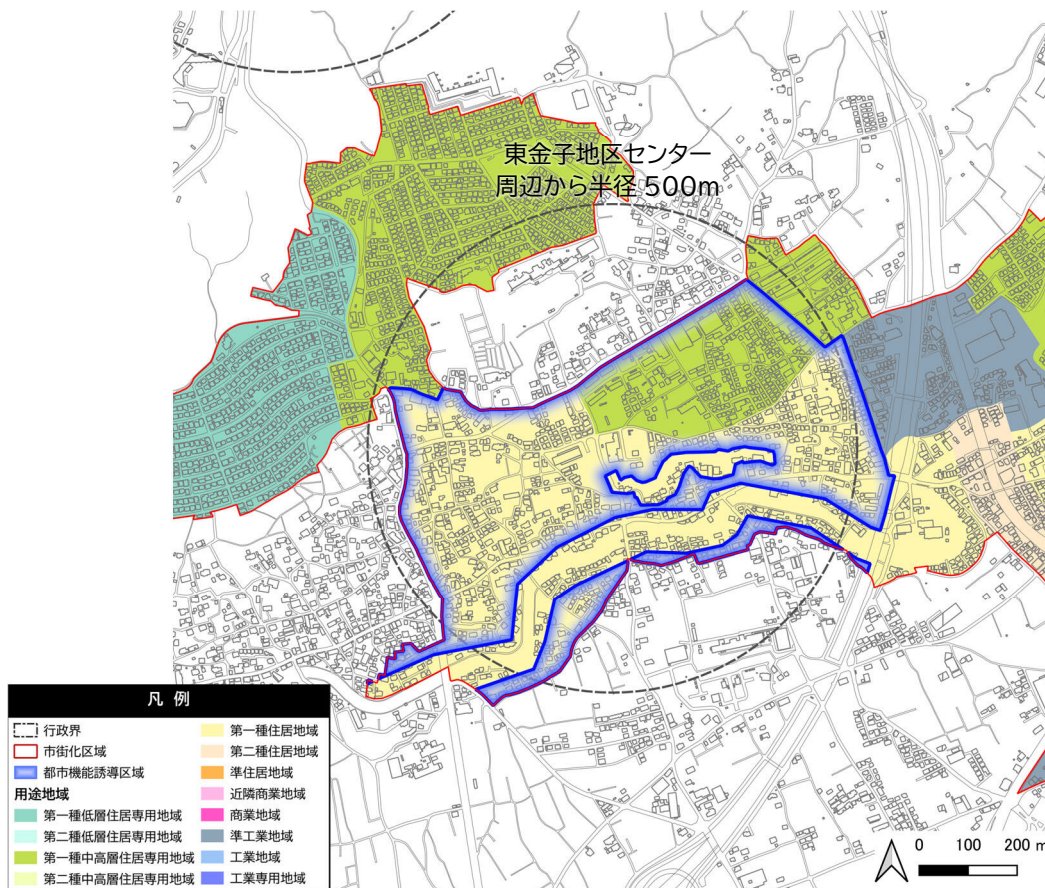 東金子地区センター
周辺から半径 500m
凡 例
行政界
市街化区域
都市機能誘導区域
用途地域
第一種低層住居専用地域
第二種低層住居専用地域
第一種中高層住居専用地域
第二種中高層住居専用地域
第一種住居地域
第二種住居地域
準住居地域
近隣商業地域
商業地域
準工業地域
工業地域
工業専用地域
0 100 200 m